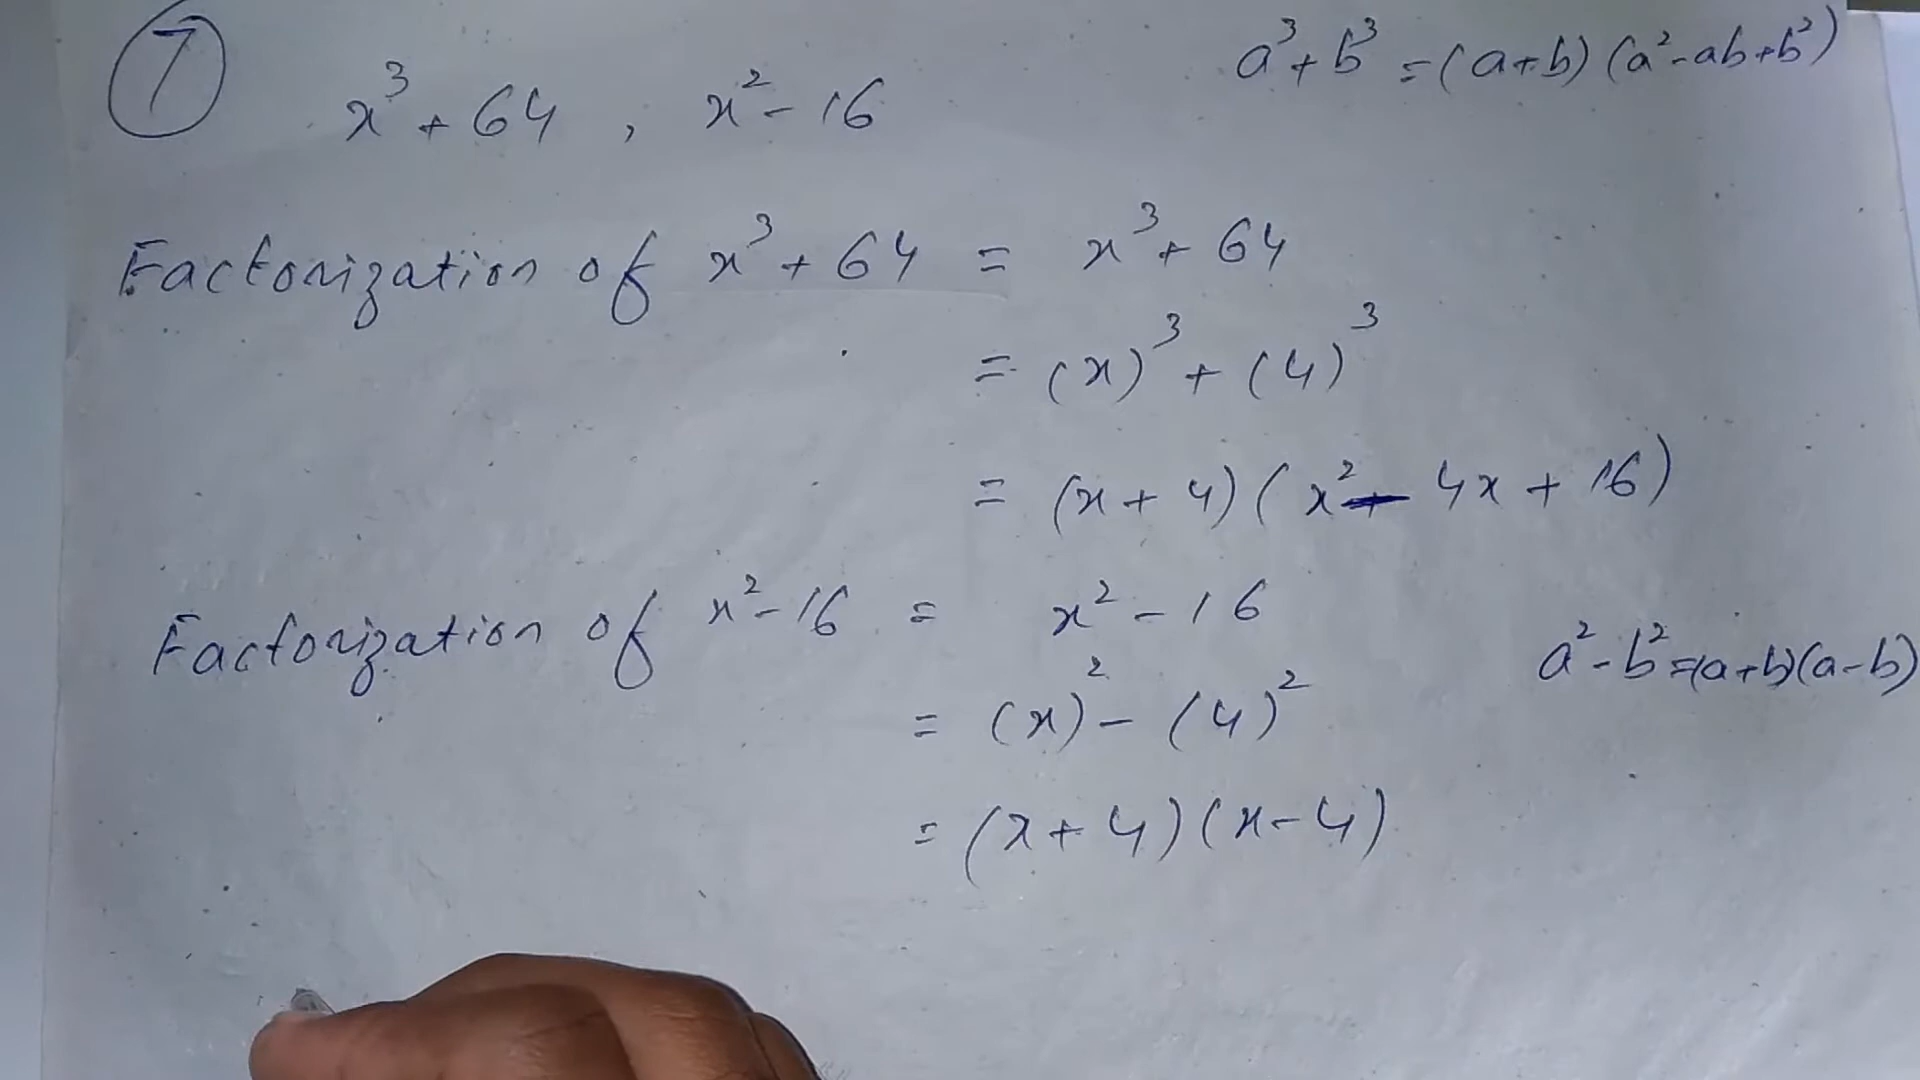 7
x³ + 64 , x² - 16
a³ + b³ = (a+b) (a² - ab + b²)
Factorization of x³ + 64 = x³ + 64
= (x)³ + (4)³
= (x + 4) (x² - 4x + 16)
Factorization of x² - 16 = x² - 16
a² - b² = (a+b)(a-b)
= (x)² - (4)²
= (x + 4) (x - 4)